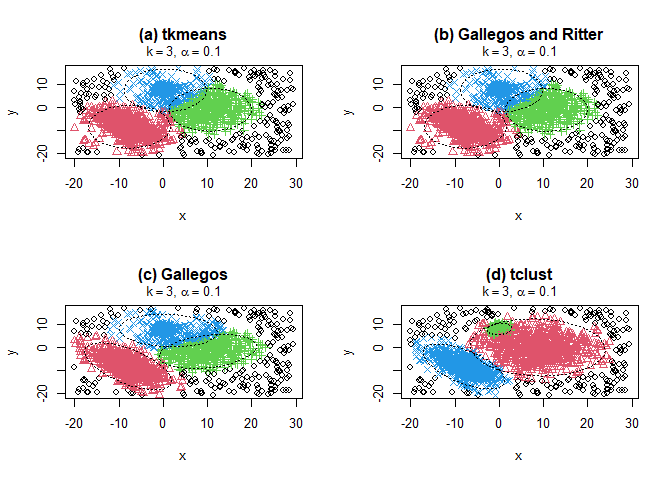 (a) tkmeans
k = 3, α = 0.1
y
10
0
-20
-20 -10 0 10 20 30
x
(b) Gallegos and Ritter
k = 3, α = 0.1
y
10
0
-20
-20 -10 0 10 20 30
x
(c) Gallegos
k = 3, α = 0.1
y
10
0
-20
-20 -10 0 10 20 30
x
(d) tclust
k = 3, α = 0.1
y
10
0
-20
-20 -10 0 10 20 30
x